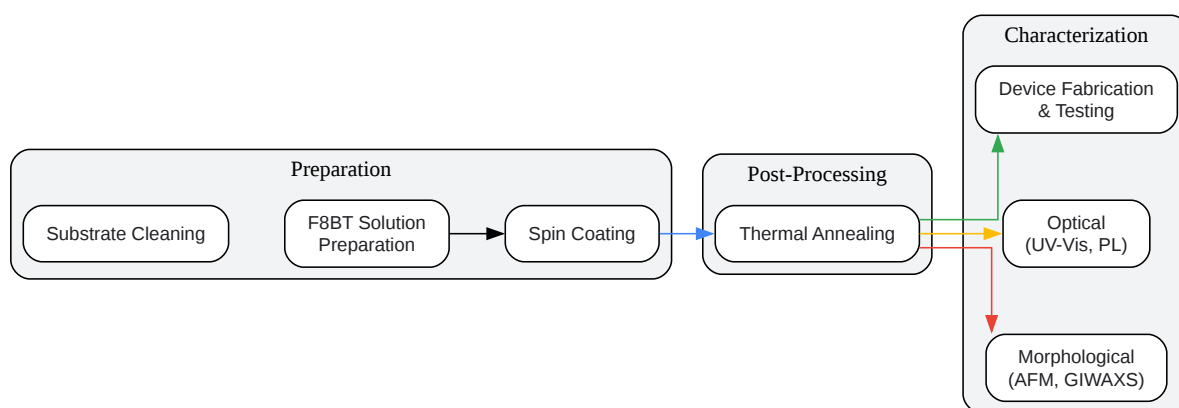 Preparation
Substrate Cleaning
F8BT Solution
Preparation
Spin Coating
Post-Processing
Thermal Annealing
Characterization
Device Fabrication
& Testing
Optical
(UV-Vis, PL)
Morphological
(AFM, GIWAXS)